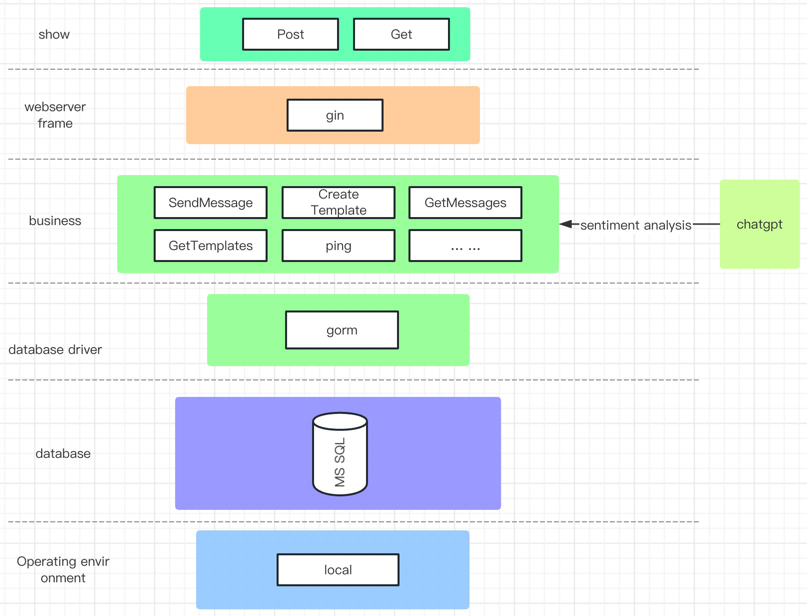 show
Post
Get
webserver
frame
gin
business
SendMessage
Create
Template
GetMessages
GetTemplates
ping
... ...
sentiment analysis
chatgpt
database driver
gorm
database
MS SQL
Operating envir
onment
local